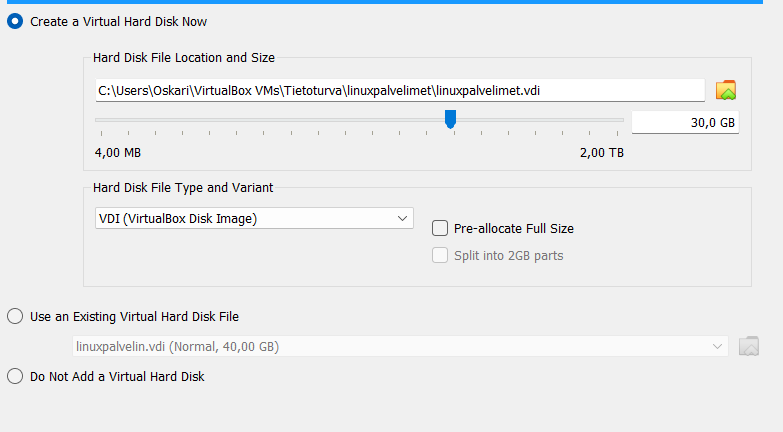 Create a Virtual Hard Disk Now
Hard Disk File Location and Size
C:\Users\Oskari\VirtualBox VMs\Tietoturva\linuxpalvelimet\linuxpalvelimet.vdi
30,0 GB
4,00 MB 2,00 TB
Hard Disk File Type and Variant
VDI (VirtualBox Disk Image)
Pre-allocate Full Size
Split into 2GB parts
Use an Existing Virtual Hard Disk File
linuxpalvelin.vdi (Normal, 40,00 GB)
Do Not Add a Virtual Hard Disk